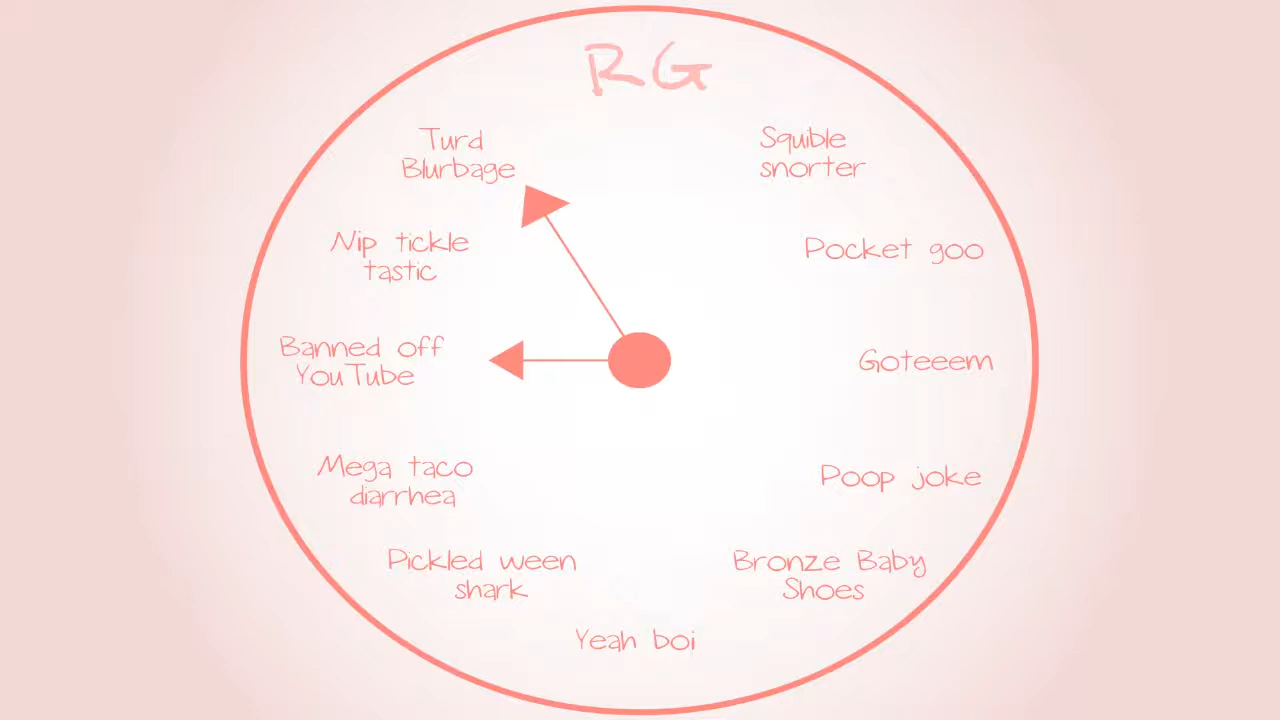 RG
Squible
snorter
Pocket goo
Goteeem
Poop joke
Bronze Baby
Shoes
Yeah boi
Pickled ween
shark
Mega taco
diarrhea
Banned off
YouTube
Nip tickle
tastic
Turd
Blurbage